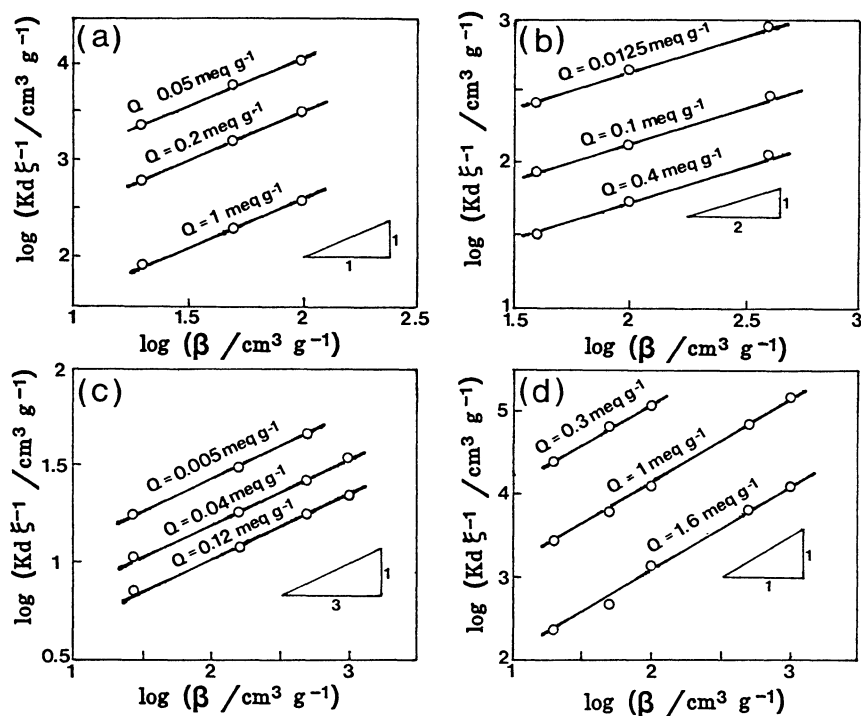 (a)
Q 0.05 meq g⁻¹
Q = 0.2 meq g⁻¹
Q = 1 meq g⁻¹
1
1
4
3
2
1
1
1.5
2
2.5
log (Kd ξ⁻¹ /cm³ g⁻¹)
log (β /cm³ g⁻¹)
(b)
Q = 0.0125 meq g⁻¹
Q = 0.1 meq g⁻¹
Q = 0.4 meq g⁻¹
1
2
3
2
1
1.5
2
2.5
3
log (Kd ξ⁻¹ /cm³ g⁻¹)
log (β /cm³ g⁻¹)
(c)
Q = 0.005 meq g⁻¹
Q = 0.04 meq g⁻¹
Q = 0.12 meq g⁻¹
1
3
2
1.5
1
0.5
1
2
3
log (Kd ξ⁻¹ /cm³ g⁻¹)
log (β /cm³ g⁻¹)
(d)
Q = 0.3 meq g⁻¹
Q = 1 meq g⁻¹
Q = 1.6 meq g⁻¹
1
1
5
4
3
2
1
2
3
log (Kd ξ⁻¹ /cm³ g⁻¹)
log (β /cm³ g⁻¹)